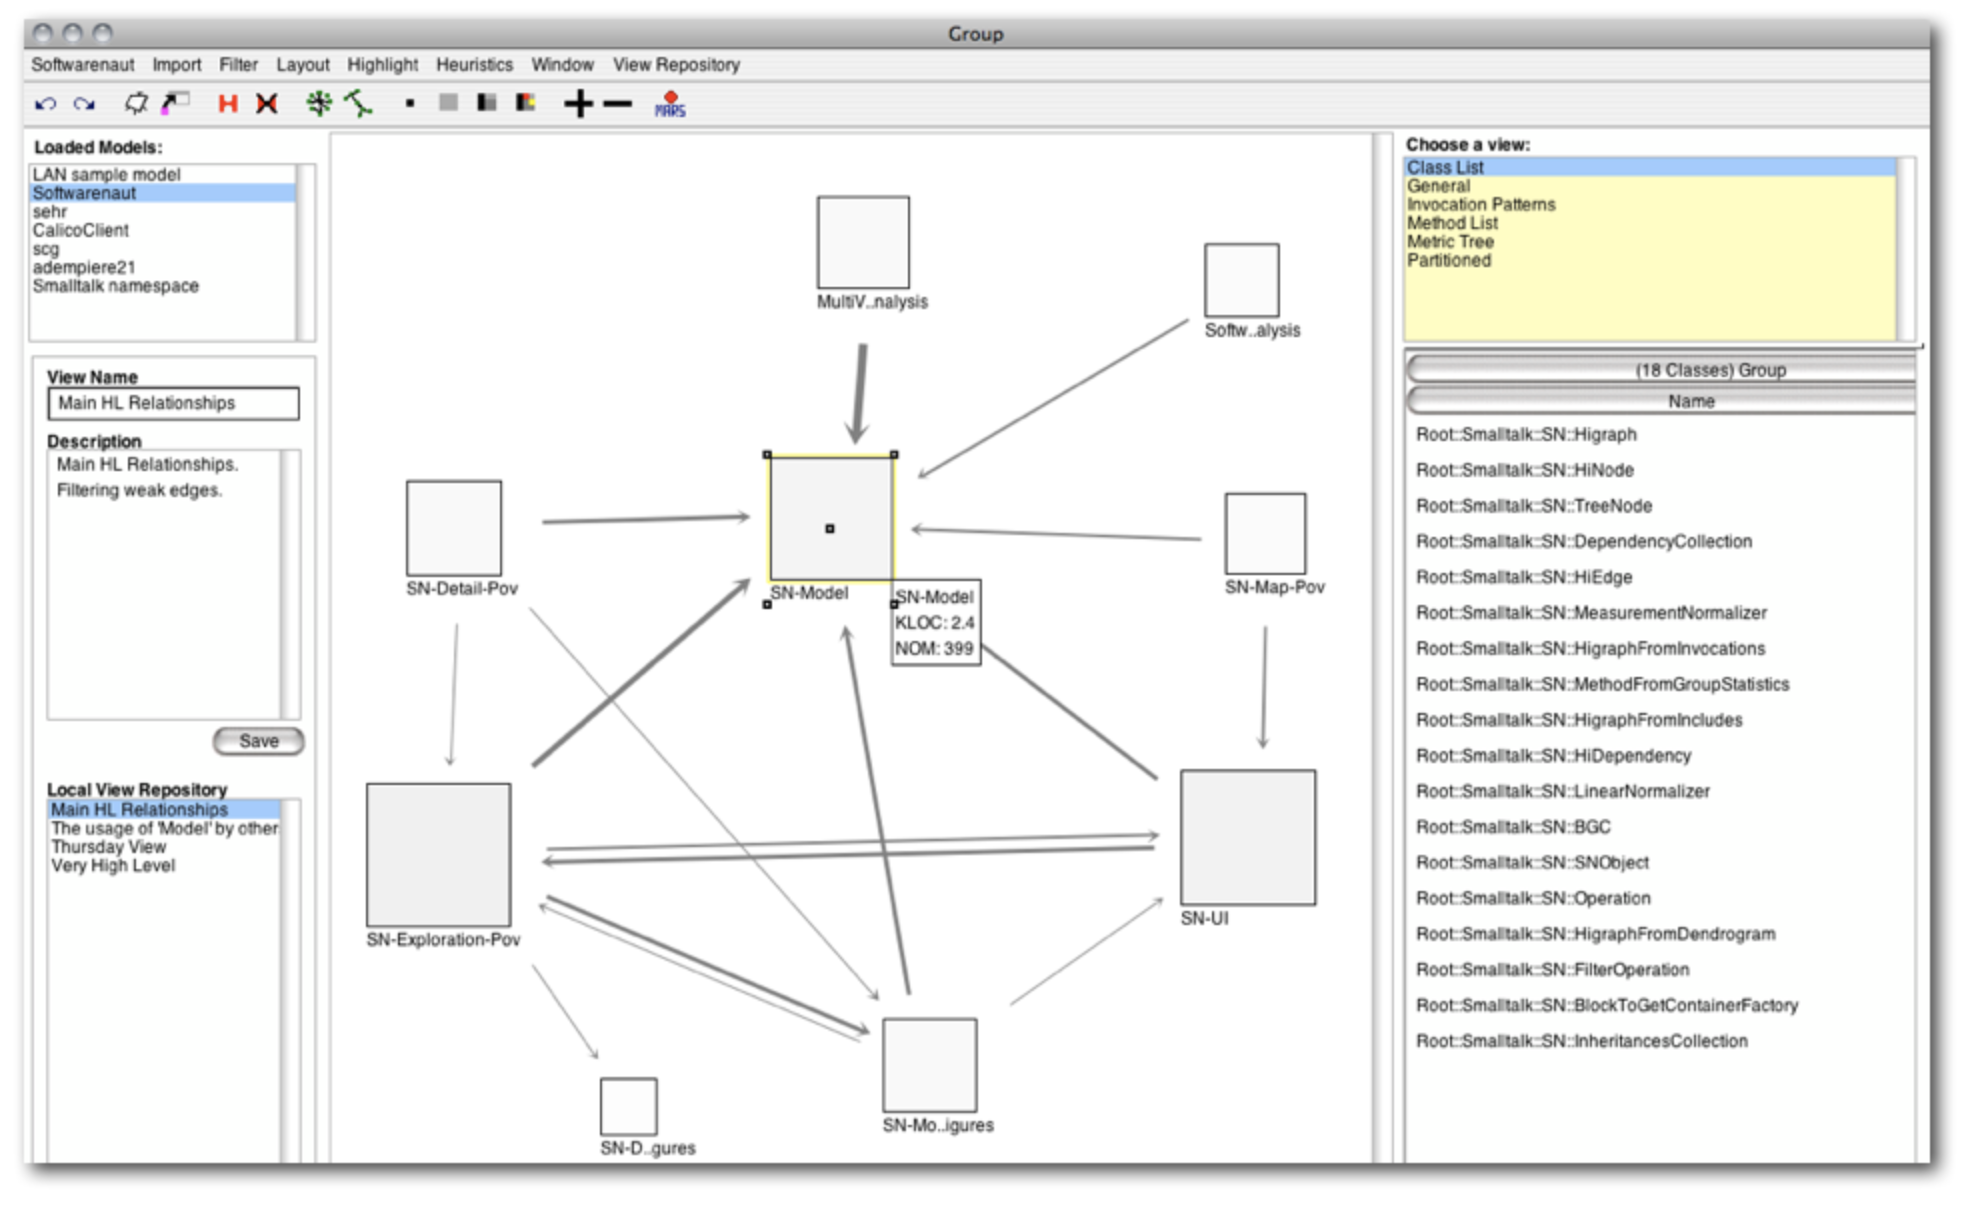 Group
Softwarenaut Import Filter Layout Highlight Heuristics Window View Repository
MARS
Loaded Models:
LAN sample model
Softwarenaut
sehr
CalicoClient
scg
adempiere21
Smalltalk namespace
View Name
Main HL Relationships
Description
Main HL Relationships.
Filtering weak edges.
Save
Local View Repository
Main HL Relationships
The usage of 'Model' by other
Thursday View
Very High Level
MultiV..nalysis
Softw..alysis
SN-Detail-Pov
SN-Model
SN-Model
KLOC: 2.4
NOM: 399
SN-Map-Pov
SN-Exploration-Pov
SN-UI
SN-Mo..igures
SN-D..gures
Choose a view:
Class List
General
Invocation Patterns
Method List
Metric Tree
Partitioned
(18 Classes) Group
Name
Root::Smalltalk::SN::Higraph
Root::Smalltalk::SN::HiNode
Root::Smalltalk::SN::TreeNode
Root::Smalltalk::SN::DependencyCollection
Root::Smalltalk::SN::HiEdge
Root::Smalltalk::SN::MeasurementNormalizer
Root::Smalltalk::SN::HigraphFromInvocations
Root::Smalltalk::SN::MethodFromGroupStatistics
Root::Smalltalk::SN::HigraphFromIncludes
Root::Smalltalk::SN::HiDependency
Root::Smalltalk::SN::LinearNormalizer
Root::Smalltalk::SN::BGC
Root::Smalltalk::SN::SNObject
Root::Smalltalk::SN::Operation
Root::Smalltalk::SN::HigraphFromDendrogram
Root::Smalltalk::SN::FilterOperation
Root::Smalltalk::SN::BlockToGetContainerFactory
Root::Smalltalk::SN::InheritancesCollection